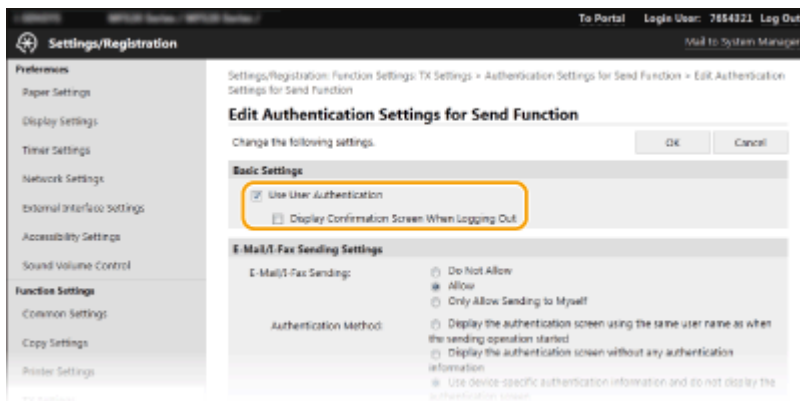 To Portal Login User: 7654321 Log Out
Settings/Registration
Mail to System Manager
Preferences
Paper Settings
Display Settings
Timer Settings
Network Settings
External Interface Settings
Accessibility Settings
Sound Volume Control
Function Settings
Common Settings
Copy Settings
Printer Settings
Settings/Registration: Function Settings: TX Settings > Authentication Settings for Send Function > Edit Authentication
Settings for Send Function
Edit Authentication Settings for Send Function
Change the following settings.
OK
Cancel
Basic Settings
Use User Authentication
Display Confirmation Screen When Logging Out
E-Mail/I-Fax Sending Settings
E-Mail/I-Fax Sending:
Do Not Allow
Allow
Only Allow Sending to Myself
Authentication Method:
Display the authentication screen using the same user name as when
the sending operation started
Display the authentication screen without any authentication
information
Use device-specific authentication information and do not display the
authentication screen